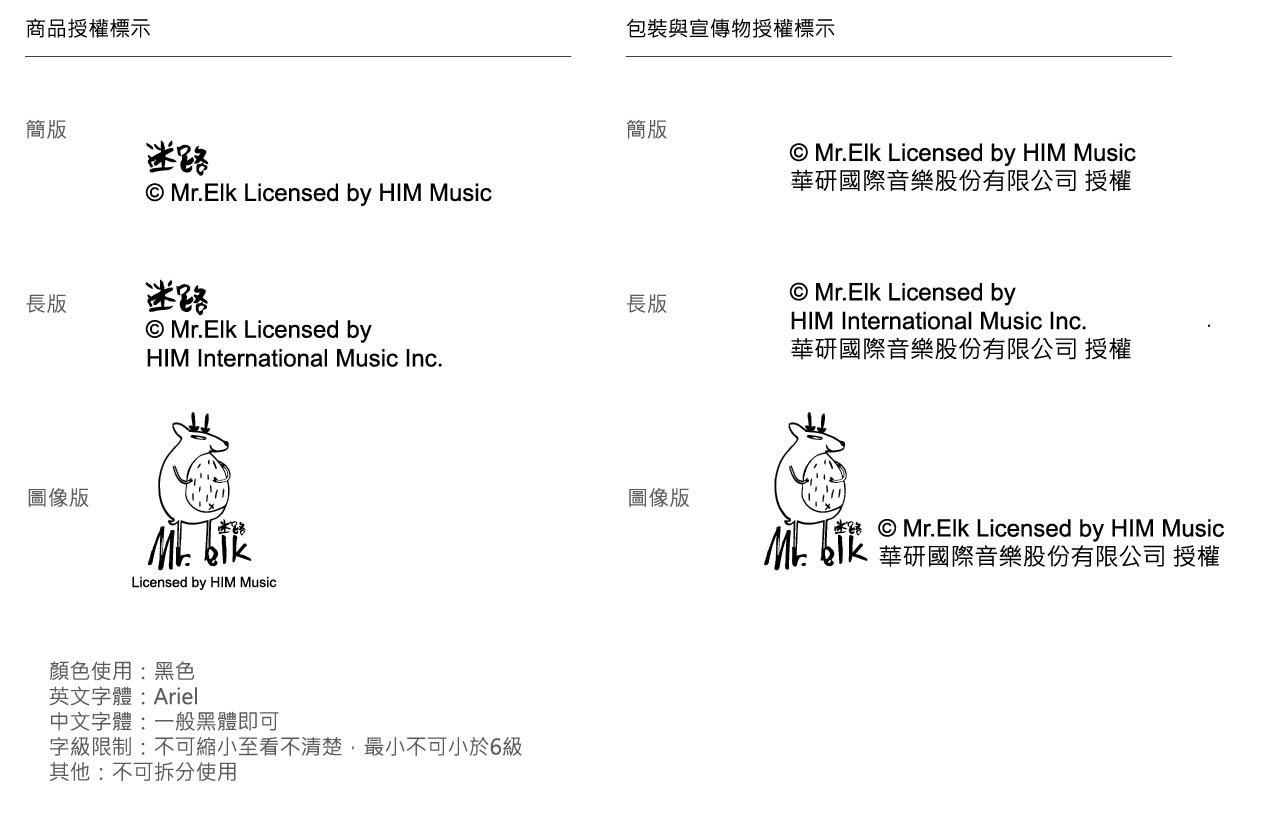 商品授權標示
簡版
迷路
© Mr.Elk Licensed by HIM Music
長版
迷路
© Mr.Elk Licensed by
HIM International Music Inc.
圖像版
迷路
Mr. elk
Licensed by HIM Music
包裝與宣傳物授權標示
簡版
© Mr.Elk Licensed by HIM Music
華研國際音樂股份有限公司 授權
長版
© Mr.Elk Licensed by
HIM International Music Inc.
華研國際音樂股份有限公司 授權
圖像版
迷路
Mr. elk
© Mr.Elk Licensed by HIM Music
華研國際音樂股份有限公司 授權
顏色使用：黑色
英文字體：Ariel
中文字體：一般黑體即可
字級限制：不可縮小至看不清楚，最小不可小於6級
其他：不可拆分使用